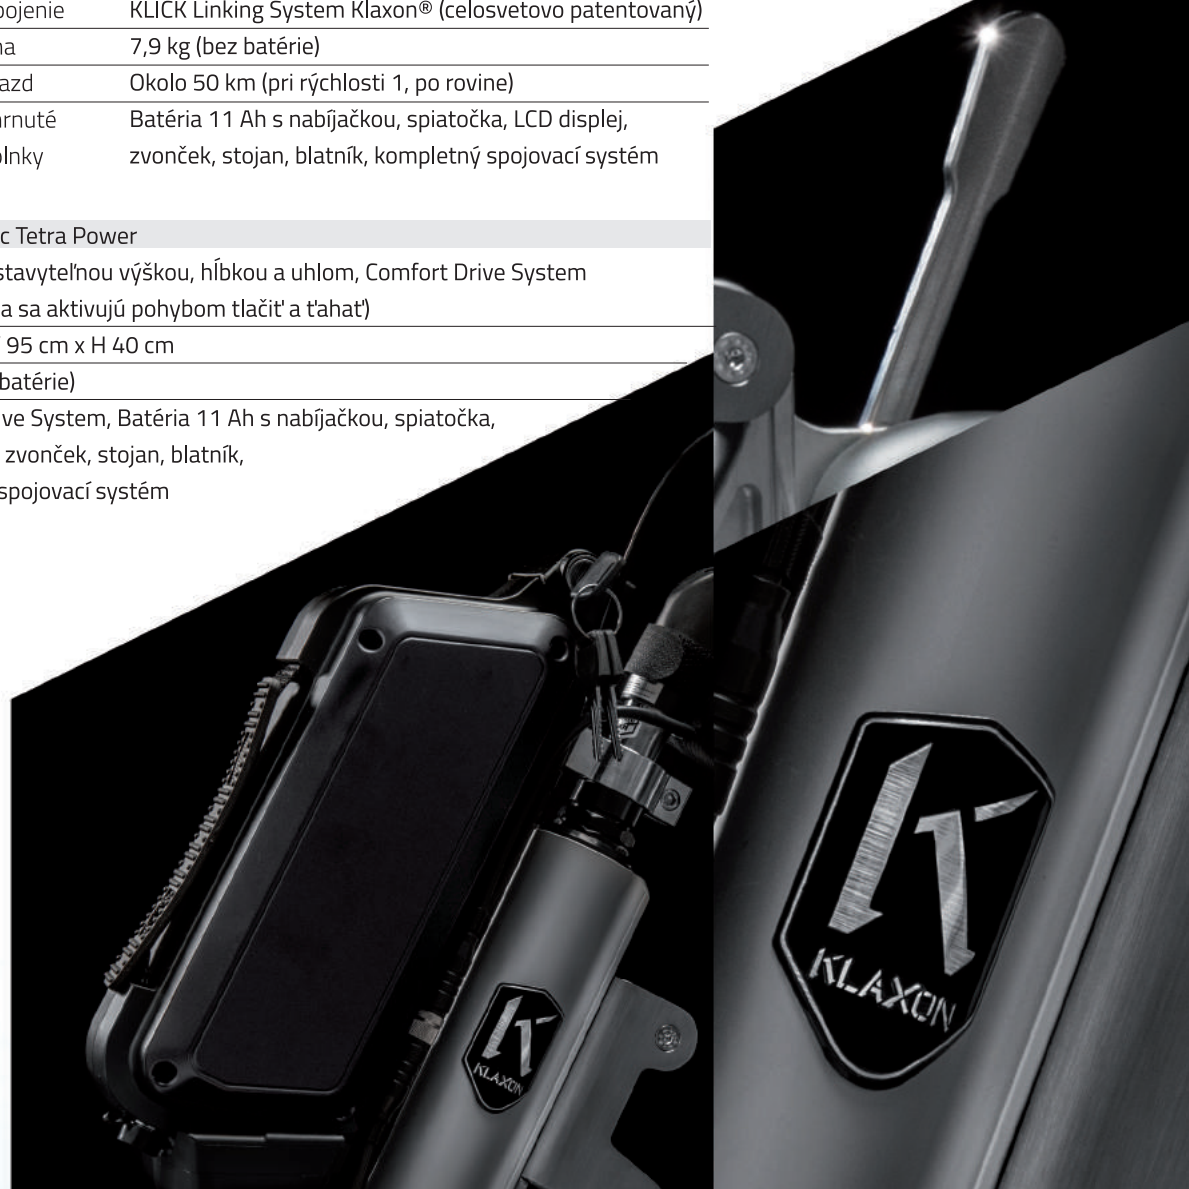 pojenie KLICK Linking System Klaxon® (celosvetovo patentovaný)
na 7,9 kg (bez batérie)
azd Okolo 50 km (pri rýchlosti 1, po rovine)
nrnuté Batéria 11 Ah s nabíjačkou, spiatočka, LCD displej,
plnky zvonček, stojan, blatník, kompletný spojovací systém
c Tetra Power
stavyteľnou výškou, hĺbkou a uhlom, Comfort Drive System
a sa aktivujú pohybom tlačiť a ťahať)
95 cm x H 40 cm
batérie)
ve System, Batéria 11 Ah s nabíjačkou, spiatočka,
zvonček, stojan, blatník,
spojovací systém
KLAXON
KLAXON